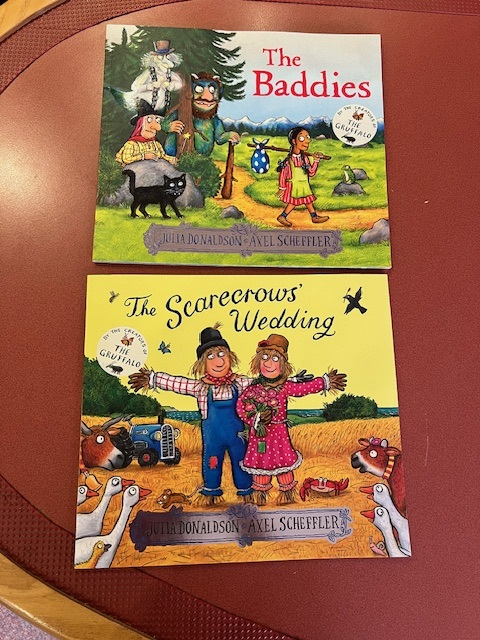 The
Baddies
BY THE CREATORS OF
THE
GRUFFALO
JULIA DONALDSON AXEL SCHEFFLER
The Scarecrows'
Wedding
BY THE CREATORS OF
THE
GRUFFALO
JULIA DONALDSON AXEL SCHEFFLER